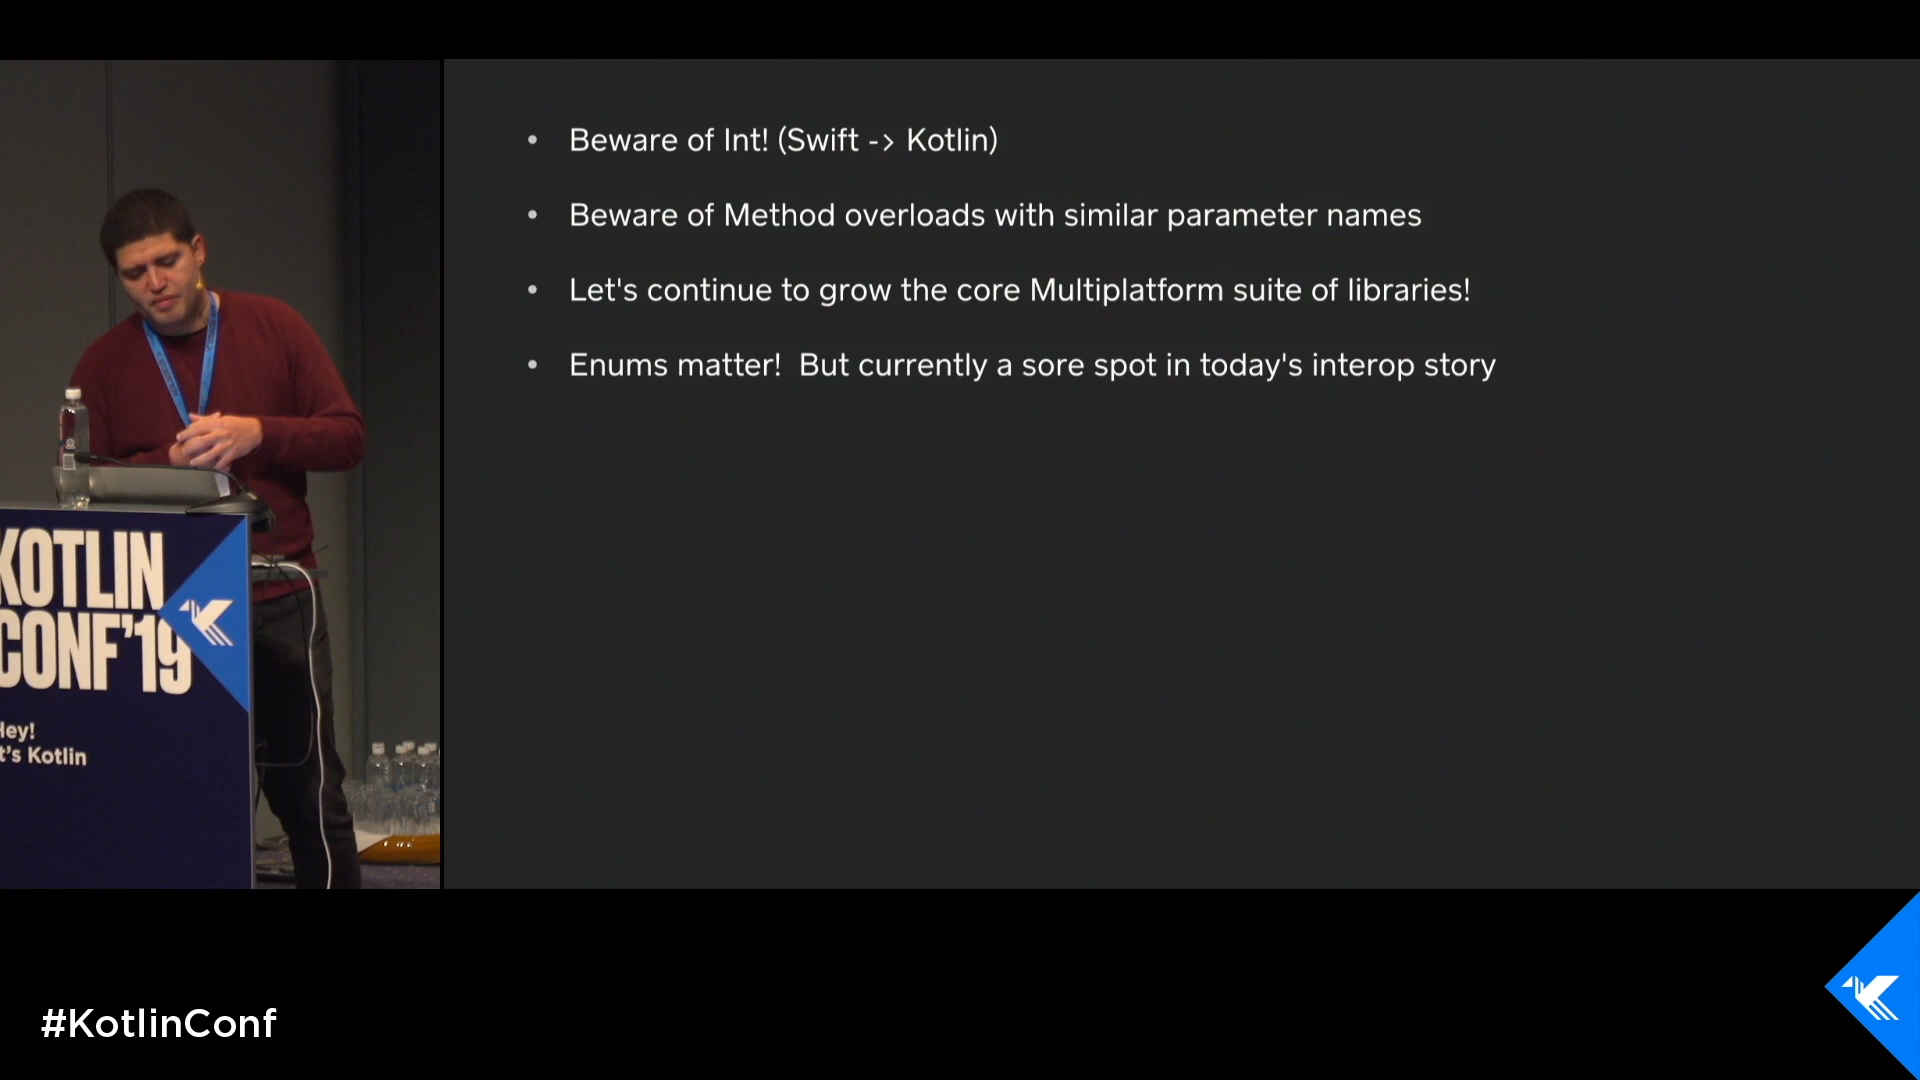 • Beware of Int! (Swift -> Kotlin)
• Beware of Method overloads with similar parameter names
• Let's continue to grow the core Multiplatform suite of libraries!
• Enums matter!  But currently a sore spot in today's interop story
KOTLIN
CONF'19
Hey!
t's Kotlin
#KotlinConf